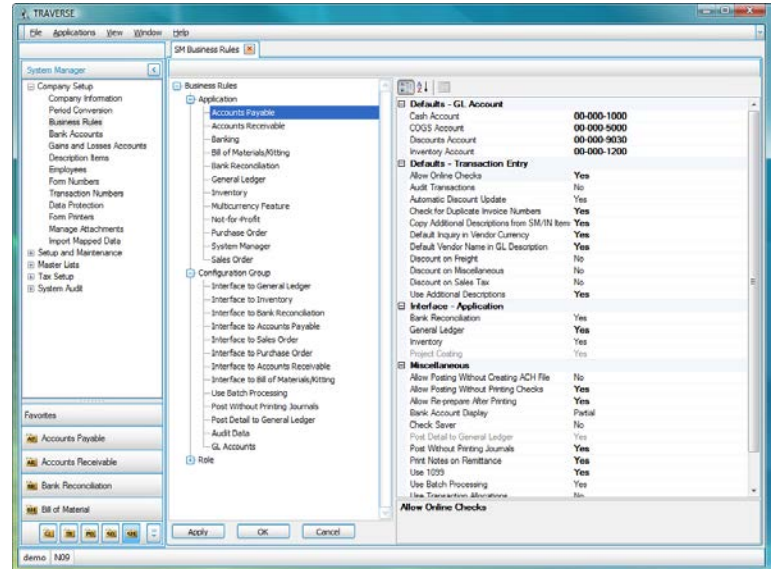 TRAVERSE
File Applications View Window Help
SM Business Rules
System Manager
Company Setup
Company Information
Period Conversion
Business Rules
Bank Accounts
Gains and Losses Accounts
Description Items
Employees
Form Numbers
Transaction Numbers
Data Protection
Form Printers
Manage Attachments
Import Mapped Data
Setup and Maintenance
Master Lists
Tax Setup
System Audit
Favorites
Accounts Payable
Accounts Receivable
Bank Reconciliation
Bill of Material
Business Rules
Application
Accounts Payable
Accounts Receivable
Banking
Bill of Materials/Kitting
Bank Reconciliation
General Ledger
Inventory
Multicurrency Feature
Not-for-Profit
Purchase Order
System Manager
Sales Order
Configuration Group
Interface to General Ledger
Interface to Inventory
Interface to Bank Reconciliation
Interface to Accounts Payable
Interface to Sales Order
Interface to Purchase Order
Interface to Accounts Receivable
Interface to Bill of Materials/Kitting
Use Batch Processing
Post Without Printing Journals
Post Detail to General Ledger
Audit Data
GL Accounts
Role
Apply OK Cancel
Defaults - GL Account
Cash Account 00-000-1000
COGS Account 00-000-5000
Discounts Account 00-000-9030
Inventory Account 00-000-1200
Defaults - Transaction Entry
Allow Online Checks Yes
Audit Transactions No
Automatic Discount Update Yes
Check for Duplicate Invoice Numbers Yes
Copy Additional Descriptions from SM/IN Item Yes
Default Inquiry in Vendor Currency Yes
Default Vendor Name in GL Description Yes
Discount on Freight No
Discount on Miscellaneous No
Discount on Sales Tax No
Use Additional Descriptions Yes
Interface - Application
Bank Reconciliation Yes
General Ledger Yes
Inventory Yes
Project Costing Yes
Miscellaneous
Allow Posting Without Creating ACH File No
Allow Posting Without Printing Checks Yes
Allow Re-prepare After Printing Yes
Bank Account Display Partial
Check Saver No
Post Detail to General Ledger Yes
Post Without Printing Journals Yes
Print Notes on Remittance Yes
Use 1099 Yes
Use Batch Processing Yes
Use Transaction Allocations No
Allow Online Checks
demo N09